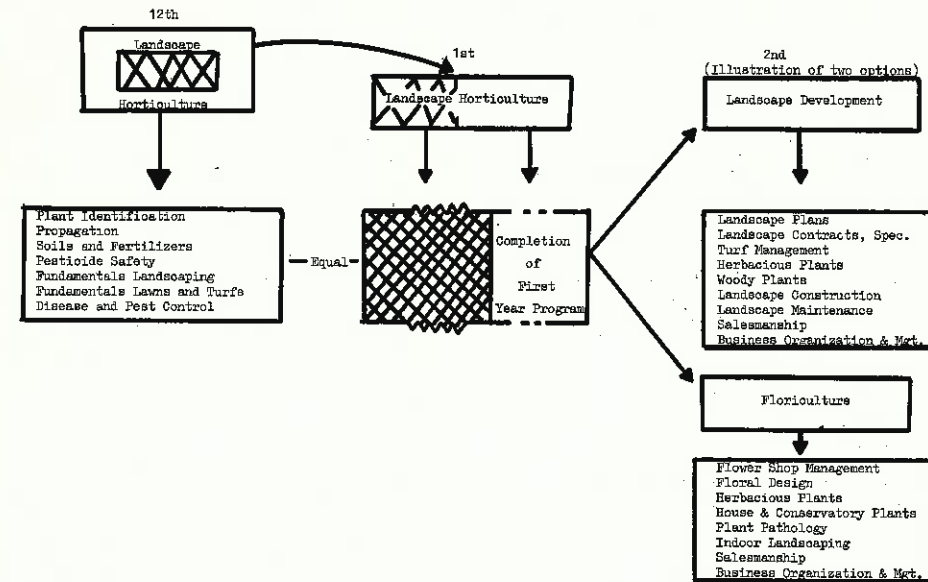 12th
Landscape
Horticulture
1st
Landscape Horticulture
2nd
(Illustration of two options)
Landscape Development
Plant Identification
Propagation
Soils and Fertilizers
Pesticide Safety
Fundamentals Landscaping
Fundamentals Lawns and Turfs
Disease and Pest Control
Equal
Completion
of
First
Year Program
Landscape Plans
Landscape Contracts, Spec.
Turf Management
Herbacious Plants
Woody Plants
Landscape Construction
Landscape Maintenance
Salesmanship
Business Organization & Mgt.
Floriculture
Flower Shop Management
Floral Design
Herbacious Plants
House & Conservatory Plants
Plant Pathology
Indoor Landscaping
Salesmanship
Business Organization & Mgt.